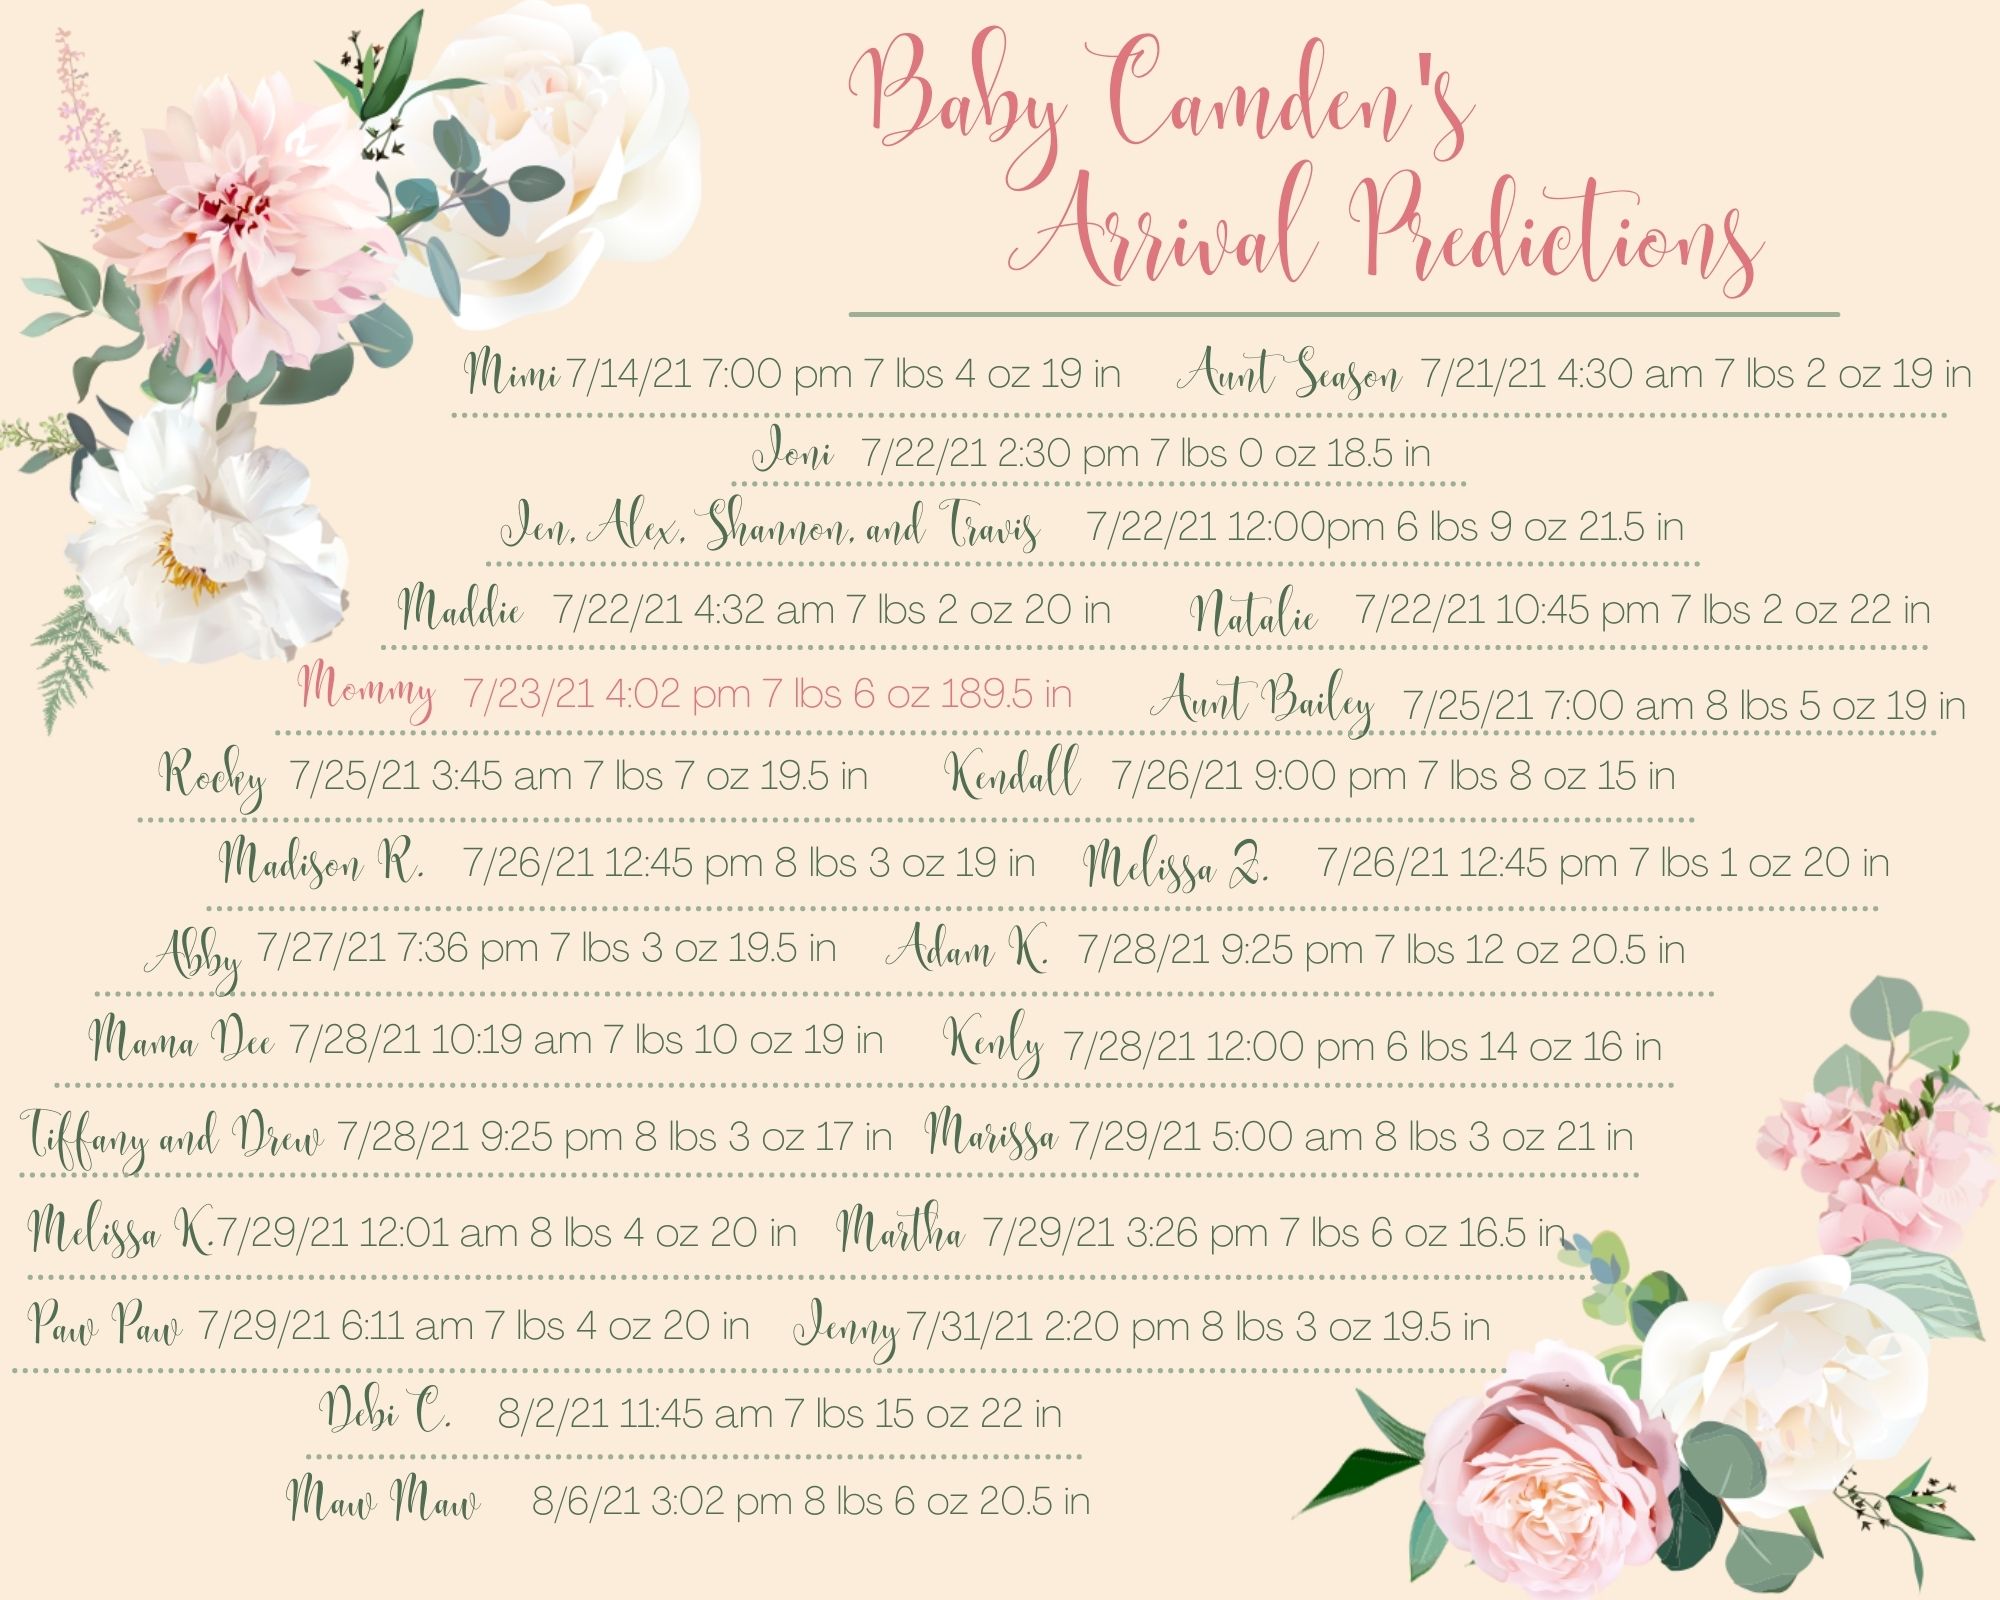 Baby Camden's
Arrival Predictions
Mimi 7/14/21 7:00 pm 7 lbs 4 oz 19 in Aunt Season 7/21/21 4:30 am 7 lbs 2 oz 19 in
Joni 7/22/21 2:30 pm 7 lbs 0 oz 18.5 in
Jen, Alex, Shannon, and Travis 7/22/21 12:00pm 6 lbs 9 oz 21.5 in
Maddie 7/22/21 4:32 am 7 lbs 2 oz 20 in Natalie 7/22/21 10:45 pm 7 lbs 2 oz 22 in
Mommy 7/23/21 4:02 pm 7 lbs 6 oz 189.5 in Aunt Bailey 7/25/21 7:00 am 8 lbs 5 oz 19 in
Rocky 7/25/21 3:45 am 7 lbs 7 oz 19.5 in Kendall 7/26/21 9:00 pm 7 lbs 8 oz 15 in
Madison R. 7/26/21 12:45 pm 8 lbs 3 oz 19 in Melissa Z. 7/26/21 12:45 pm 7 lbs 1 oz 20 in
Abby 7/27/21 7:36 pm 7 lbs 3 oz 19.5 in Adam K. 7/28/21 9:25 pm 7 lbs 12 oz 20.5 in
Mama Dee 7/28/21 10:19 am 7 lbs 10 oz 19 in Kenly 7/28/21 12:00 pm 6 lbs 14 oz 16 in
Tiffany and Drew 7/28/21 9:25 pm 8 lbs 3 oz 17 in Marissa 7/29/21 5:00 am 8 lbs 3 oz 21 in
Melissa K. 7/29/21 12:01 am 8 lbs 4 oz 20 in Martha 7/29/21 3:26 pm 7 lbs 6 oz 16.5 in
Paw Paw 7/29/21 6:11 am 7 lbs 4 oz 20 in Jenny 7/31/21 2:20 pm 8 lbs 3 oz 19.5 in
Debi C. 8/2/21 11:45 am 7 lbs 15 oz 22 in
Maw Maw 8/6/21 3:02 pm 8 lbs 6 oz 20.5 in